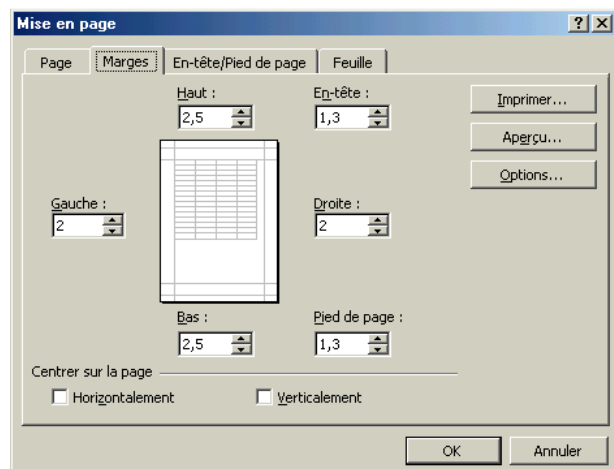 Mise en page
Page Marges En-tête/Pied de page Feuille
Haut : En-tête :
2,5 1,3
Imprimer...
Aperçu...
Options...
Gauche : Droite :
2 2
Bas : Pied de page :
2,5 1,3
Centrer sur la page
Horizontalement Verticalement
OK Annuler